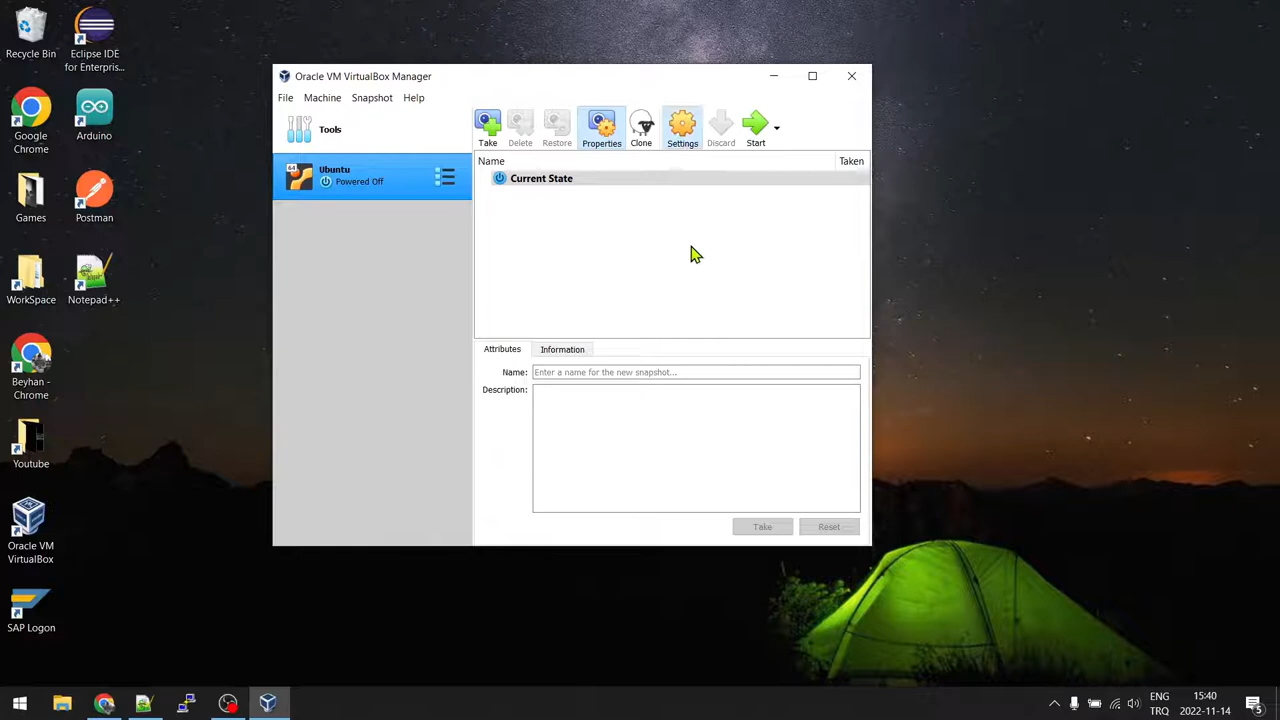 Recycle Bin
Eclipse IDE
for Enterpris...
Google
Chrome
Arduino
Games
Postman
WorkSpace
Notepad++
Beyhan -
Chrome
Youtube
Oracle VM
VirtualBox
SAP Logon
Oracle VM VirtualBox Manager
File Machine Snapshot Help
Tools
64
Ubuntu
Powered Off
Take Delete Restore Properties Clone Settings Discard Start
Name Taken
Current State
Attributes Information
Name: Enter a name for the new snapshot...
Description:
Take Reset
ENG 15:40
TRQ 2022-11-14
5